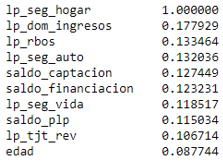 lp_seg_hogar 1.000000
lp_dom_ingresos 0.177929
lp_rbos 0.133464
lp_seg_auto 0.132036
saldo_captacion 0.127449
saldo_financiacion 0.123231
lp_seg_vida 0.118517
saldo_plp 0.115034
lp_tjt_rev 0.106714
edad 0.087744